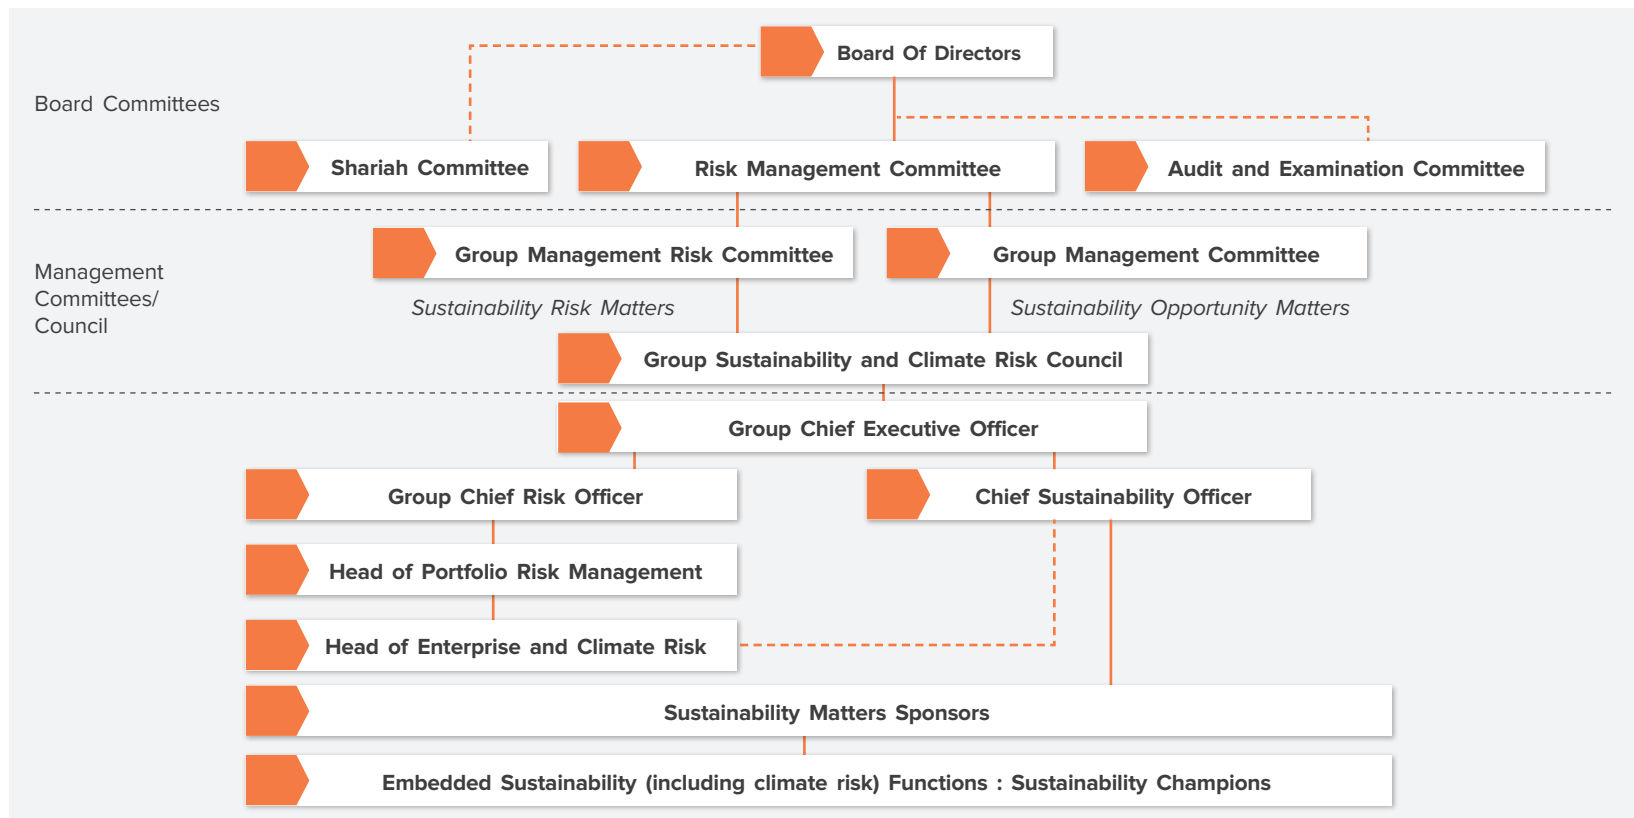 Board Of Directors
Board Committees
Shariah Committee
Risk Management Committee
Audit and Examination Committee
Group Management Risk Committee
Group Management Committee
Management
Committees/
Council
Sustainability Risk Matters
Sustainability Opportunity Matters
Group Sustainability and Climate Risk Council
Group Chief Executive Officer
Group Chief Risk Officer
Chief Sustainability Officer
Head of Portfolio Risk Management
Head of Enterprise and Climate Risk
Sustainability Matters Sponsors
Embedded Sustainability (including climate risk) Functions : Sustainability Champions